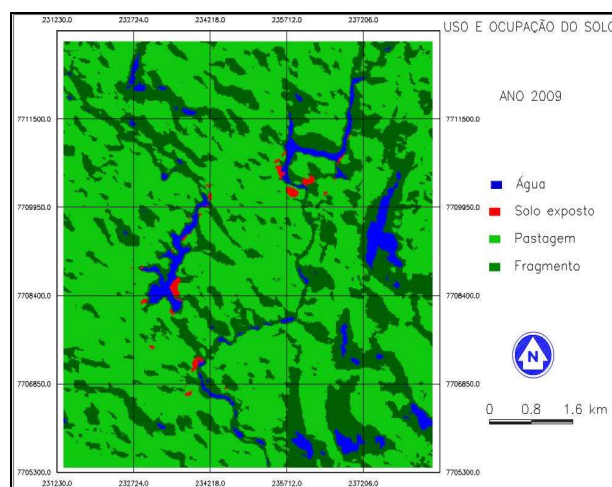 231230.0 232724.0 234218.0 235712.0 237206.0
USO E OCUPAÇÃO DO SOLO
ANO 2009
7711500.0
7709950.0
7708400.0
7706850.0
7705300.0
Água
Solo exposto
Pastagem
Fragmento
N
0 0.8 1.6 km
7705300.0
231230.0 232724.0 234218.0 235712.0 237206.0